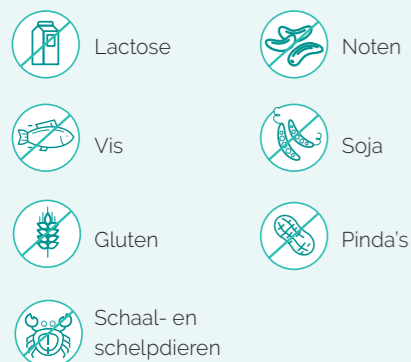 Lactose
Noten
Vis
Soja
Gluten
Pinda's
Schaal- en
schelpdieren